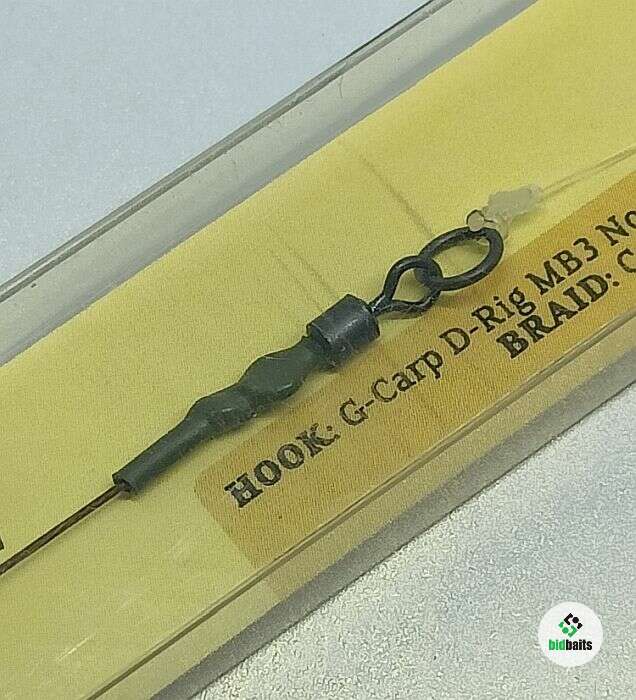 HOOK: G-Carp D-Rig MB3 No
BRAID: C
bidbaits